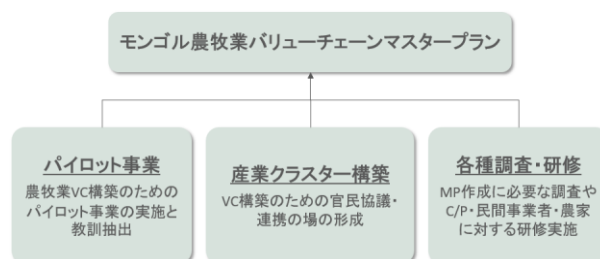 モンゴル農牧業バリューチェーンマスタープラン
パイロット事業
農牧業VC構築のための
パイロット事業の実施と
教訓抽出
産業クラスター構築
VC構築のための官民協議・
連携の場の形成
各種調査・研修
MP作成に必要な調査や
C/P・民間事業者・農家
に対する研修実施